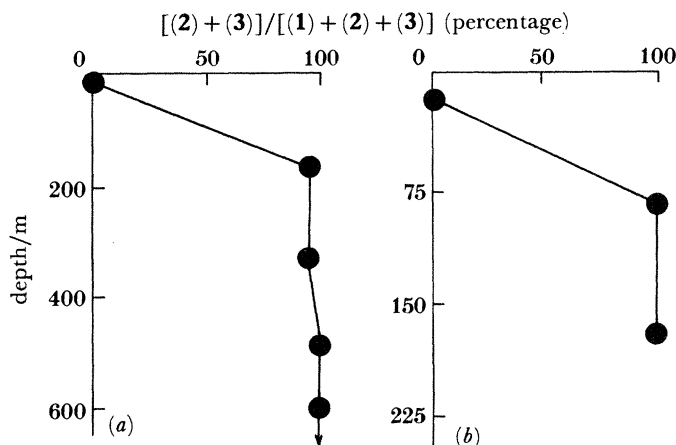 [(2) + (3)]/[(1) + (2) + (3)] (percentage)
0 50 100 0 50 100
depth/m
200
400
600
(a)
75
150
225
(b)